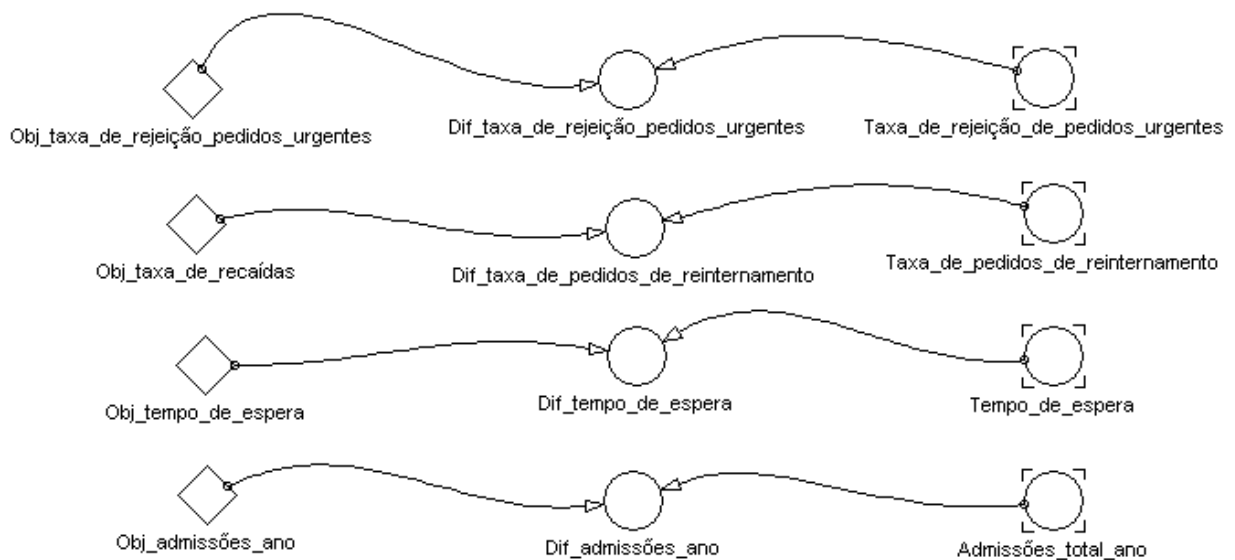 Obj_taxa_de_rejeição_pedidos_urgentes
Dif_taxa_de_rejeição_pedidos_urgentes
Taxa_de_rejeição_de_pedidos_urgentes
Obj_taxa_de_recaídas
Dif_taxa_de_pedidos_de_reinternamento
Taxa_de_pedidos_de_reinternamento
Obj_tempo_de_espera
Dif_tempo_de_espera
Tempo_de_espera
Obj_admissões_ano
Dif_admissões_ano
Admissões_total_ano